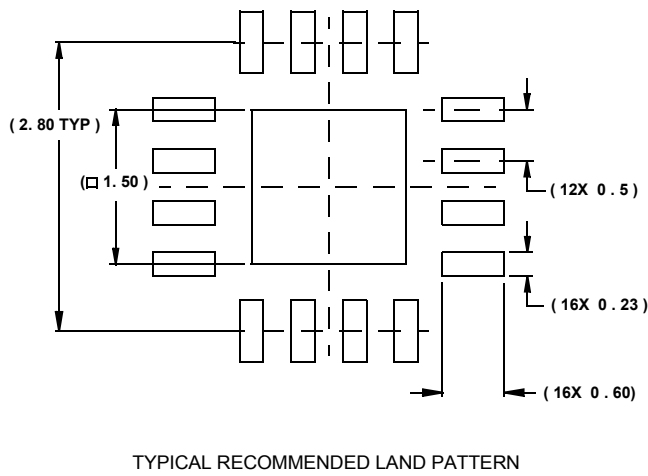 ( 2. 80 TYP )
(□ 1. 50 )
( 12X 0 . 5 )
( 16X 0 . 23 )
( 16X 0 . 60)
TYPICAL RECOMMENDED LAND PATTERN